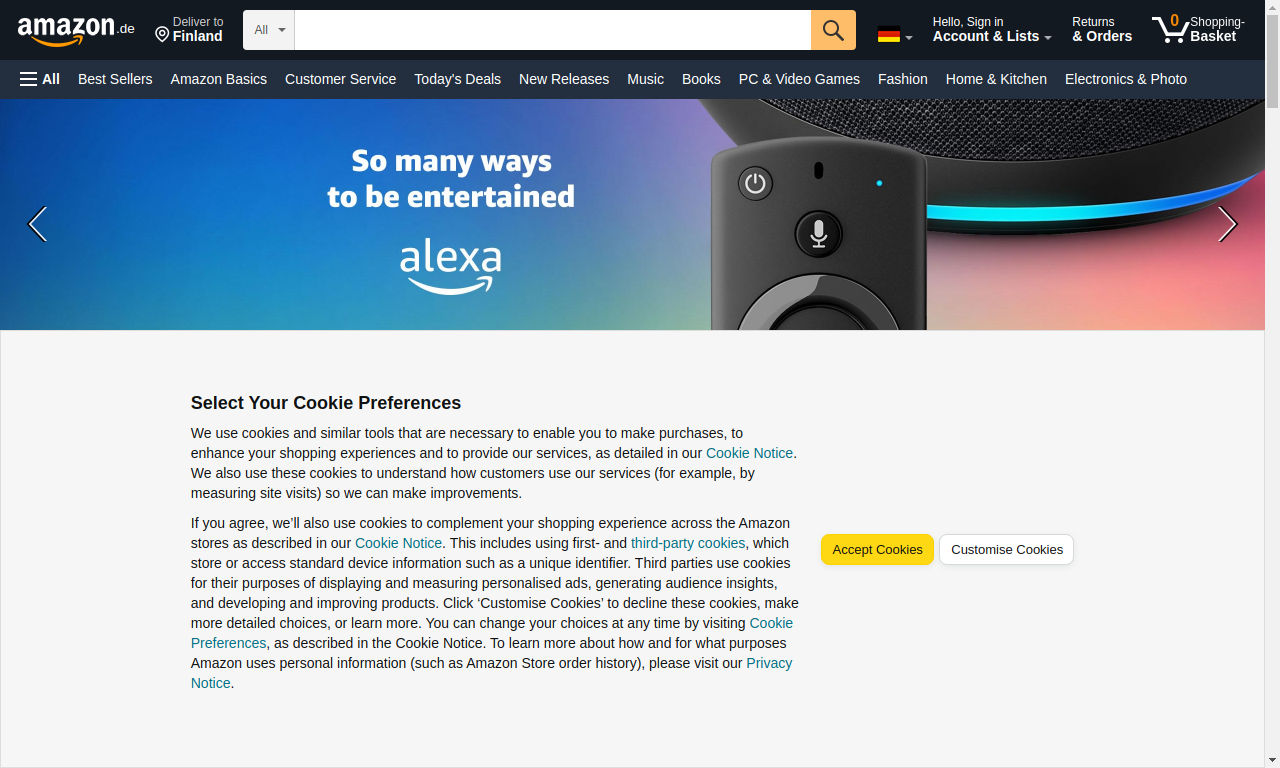 amazon.de
Deliver to
Finland
All
Hello, Sign in
Account & Lists
Returns
& Orders
0
Shopping-
Basket
All
Best Sellers
Amazon Basics
Customer Service
Today's Deals
New Releases
Music
Books
PC & Video Games
Fashion
Home & Kitchen
Electronics & Photo
So many ways
to be entertained
alexa
Select Your Cookie Preferences
We use cookies and similar tools that are necessary to enable you to make purchases, to
enhance your shopping experiences and to provide our services, as detailed in our Cookie Notice.
We also use these cookies to understand how customers use our services (for example, by
measuring site visits) so we can make improvements.
If you agree, we’ll also use cookies to complement your shopping experience across the Amazon
stores as described in our Cookie Notice. This includes using first- and third-party cookies, which
store or access standard device information such as a unique identifier. Third parties use cookies
for their purposes of displaying and measuring personalised ads, generating audience insights,
and developing and improving products. Click ‘Customise Cookies’ to decline these cookies, make
more detailed choices, or learn more. You can change your choices at any time by visiting Cookie
Preferences, as described in the Cookie Notice. To learn more about how and for what purposes
Amazon uses personal information (such as Amazon Store order history), please visit our Privacy
Notice.
Accept Cookies
Customise Cookies